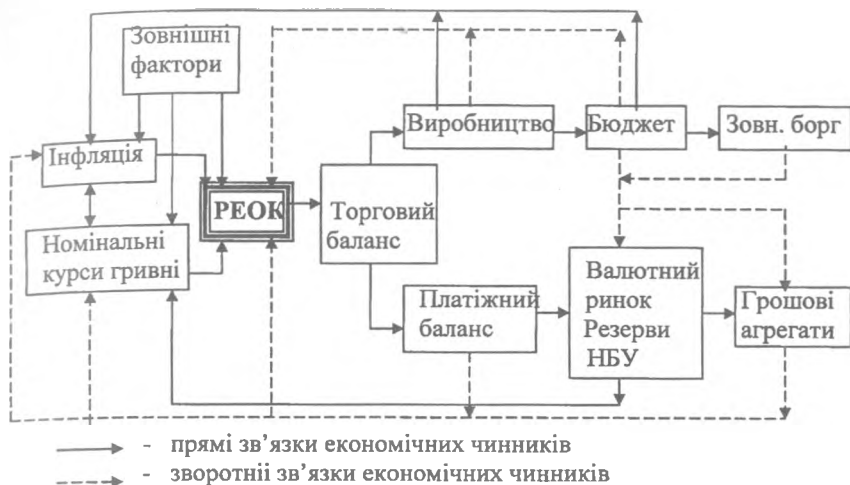 Зовнішні
фактори
Виробництво
Бюджет
Зовн. борг
Інфляція
РЕОК
Торговий
баланс
Номінальні
курси гривні
Валютний
ринок
Резерви
НБУ
Платіжний
баланс
Грошові
агрегати
- прямі зв’язки економічних чинників
- зворотніі зв’язки економічних чинників